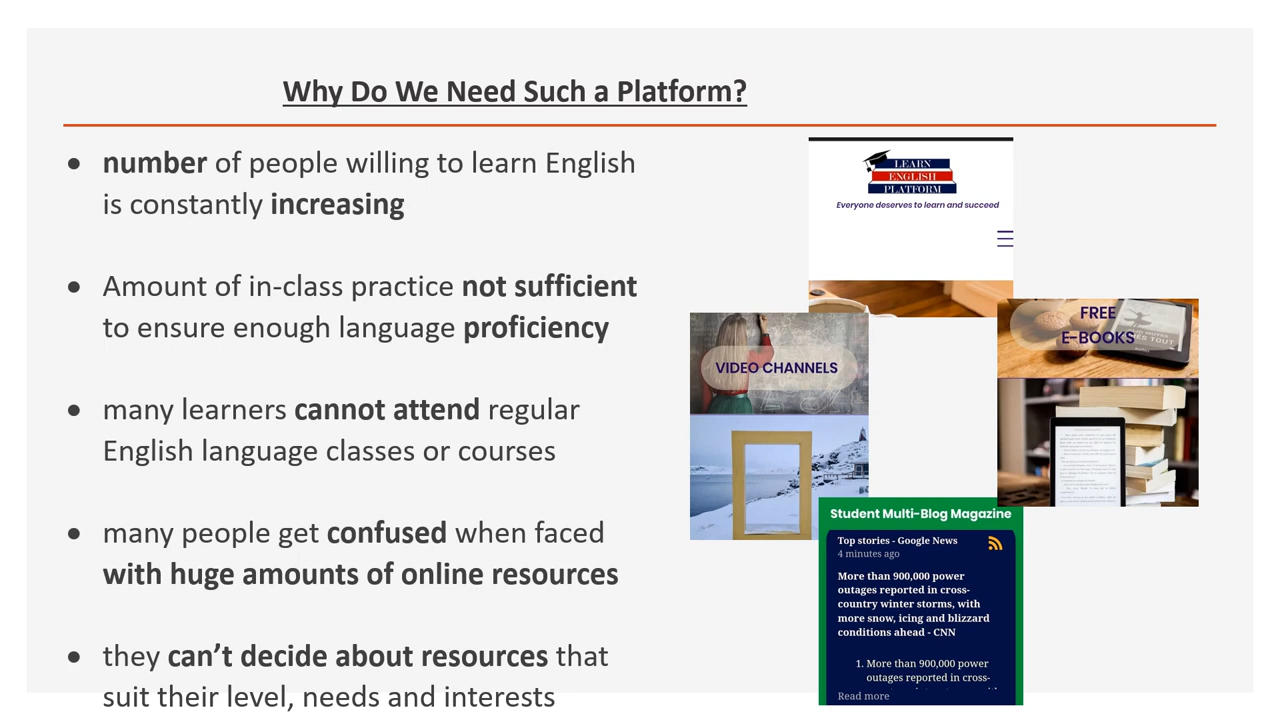 Why Do We Need Such a Platform?
● number of people willing to learn English
is constantly increasing
● Amount of in-class practice not sufficient
to ensure enough language proficiency
● many learners cannot attend regular
English language classes or courses
● many people get confused when faced
with huge amounts of online resources
● they can’t decide about resources that
suit their level, needs and interests
LEARN
ENGLISH
PLATFORM
Everyone deserves to learn and succeed
VIDEO CHANNELS
FREE
E-BOOKS
Student Multi-Blog Magazine
Top stories - Google News
4 minutes ago
More than 900,000 power
outages reported in cross-
country winter storms, with
more snow, icing and blizzard
conditions ahead - CNN
1. More than 900,000 power
outages reported in cross-
Read more